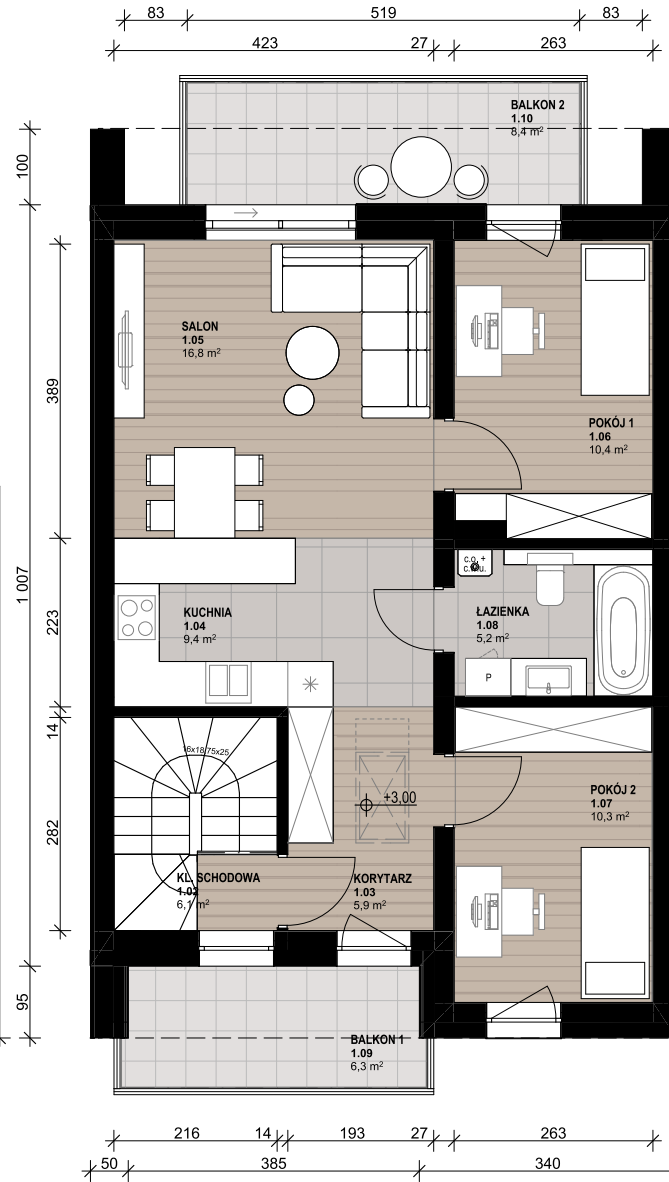 83 519 83
423 27 263
BALKON 2
1.10
8,4 m²
100
SALON
1.05
16,8 m²
389
POKÓJ 1
1.06
10,4 m²
1 007
c.o. +
c.w.u.
KUCHNIA
1.04
9,4 m²
223
ŁAZIENKA
1.08
5,2 m²
P
14
16x18,75x25
+3,00
POKÓJ 2
1.07
10,3 m²
282
KL. SCHODOWA
1.02
6,1 m²
KORYTARZ
1.03
5,9 m²
95
BALKON 1
1.09
6,3 m²
216 14 193 27 263
50 385 340